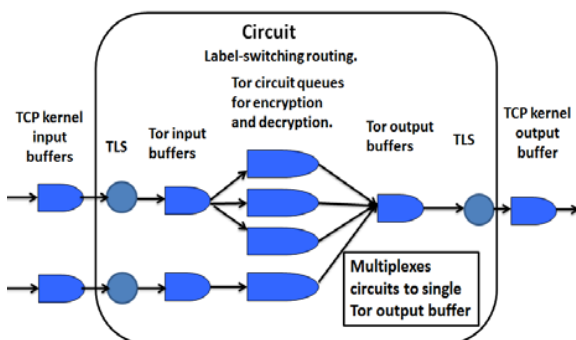 Circuit
Label-switching routing.
Tor circuit queues
for encryption
and decryption.
TCP kernel
input
buffers
TLS
Tor input
buffers
Tor output
buffers
TLS
TCP kernel
output
buffer
Multiplexes
circuits to single
Tor output buffer